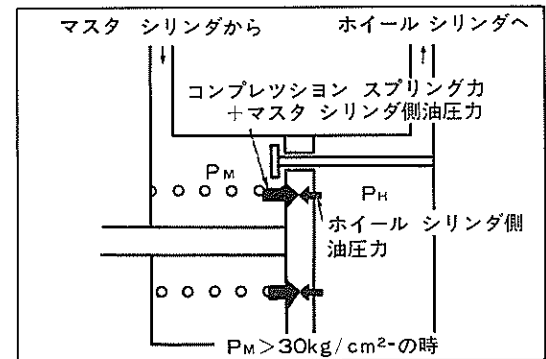 マスタ シリンダから
ホイール シリンダへ
コンプレツション スプリング力
＋マスタ シリンダ側油圧力
PM
PH
ホイール シリンダ側
油圧力
PM＞30kg/cm²の時